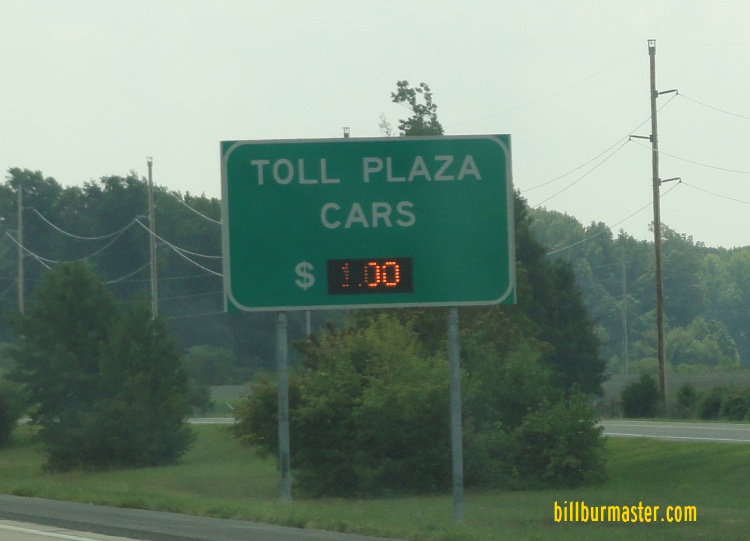 TOLL PLAZA
CARS
$ 1.00
billburmaster.com